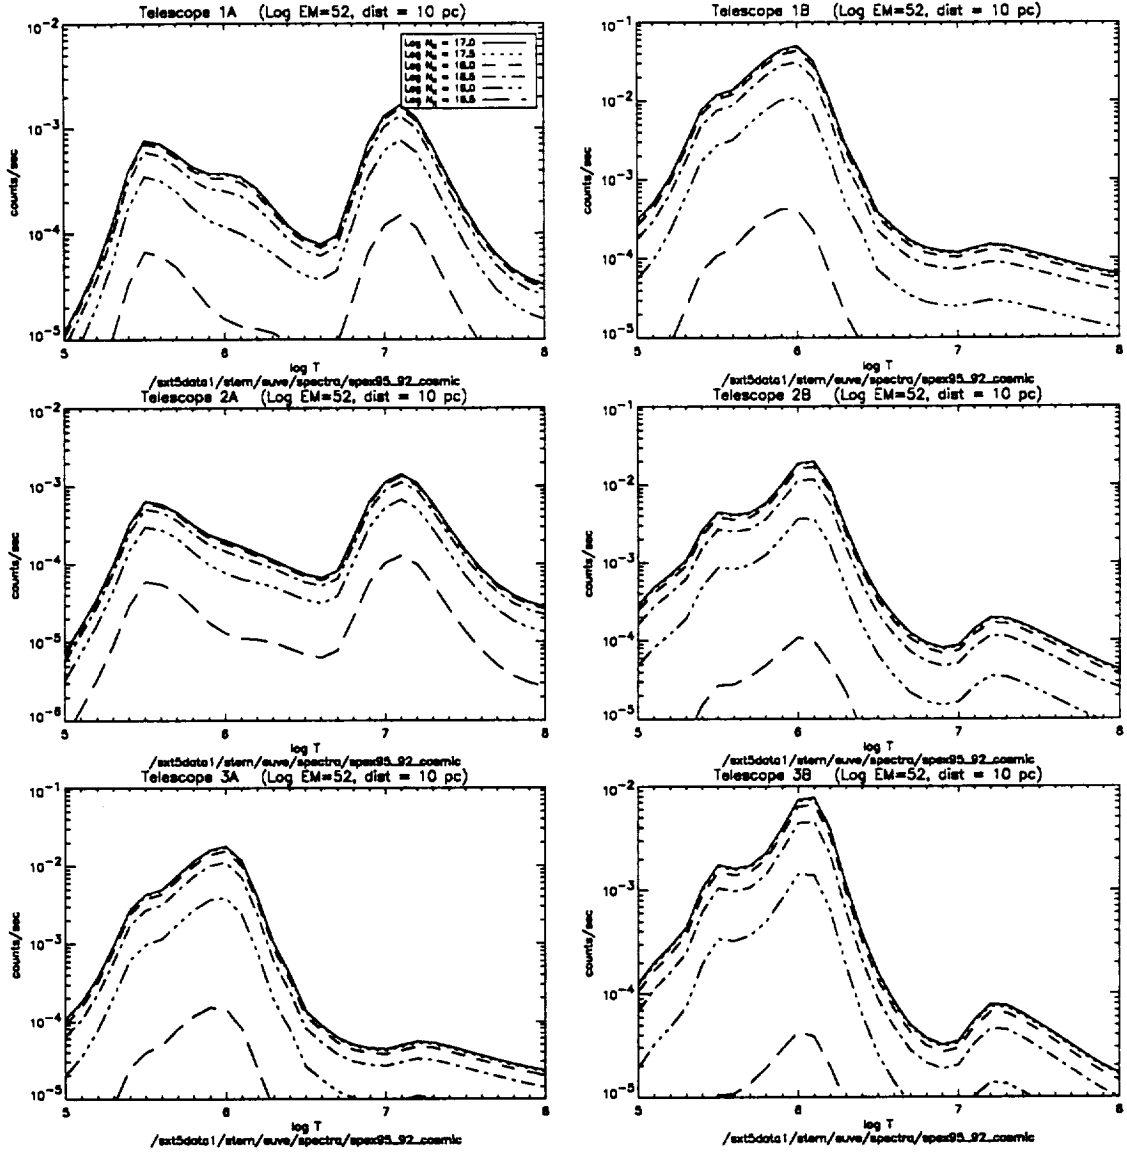 Telescope 1A (Log EM=52, dist = 10 pc)
10⁻²
10⁻³
10⁻⁴
10⁻⁵
counts/sec
Log N_H = 17.0
Log N_H = 17.5
Log N_H = 18.0
Log N_H = 18.5
Log N_H = 19.0
Log N_H = 19.5
5 6 7 8
log T
/sxt5data1/stern/euve/spectra/spex95_92_cosmic
Telescope 1B (Log EM=52, dist = 10 pc)
10⁻¹
10⁻²
10⁻³
10⁻⁴
10⁻⁵
counts/sec
5 6 7 8
log T
/sxt5data1/stern/euve/spectra/spex95_92_cosmic
Telescope 2A (Log EM=52, dist = 10 pc)
10⁻²
10⁻³
10⁻⁴
10⁻⁵
10⁻⁶
counts/sec
5 6 7 8
log T
/sxt5data1/stern/euve/spectra/spex95_92_cosmic
Telescope 2B (Log EM=52, dist = 10 pc)
10⁻¹
10⁻²
10⁻³
10⁻⁴
10⁻⁵
counts/sec
5 6 7 8
log T
/sxt5data1/stern/euve/spectra/spex95_92_cosmic
Telescope 3A (Log EM=52, dist = 10 pc)
10⁻¹
10⁻²
10⁻³
10⁻⁴
10⁻⁵
counts/sec
5 6 7 8
log T
/sxt5data1/stern/euve/spectra/spex95_92_cosmic
Telescope 3B (Log EM=52, dist = 10 pc)
10⁻²
10⁻³
10⁻⁴
10⁻⁵
counts/sec
5 6 7 8
log T
/sxt5data1/stern/euve/spectra/spex95_92_cosmic